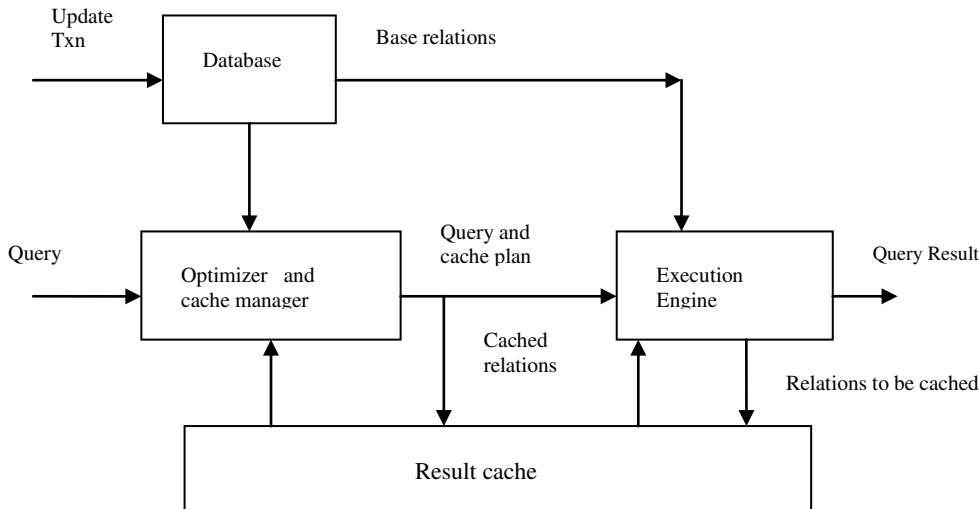 Update
Txn
Database
Base relations
Query
Optimizer and
cache manager
Query and
cache plan
Execution
Engine
Query Result
Cached
relations
Relations to be cached
Result cache